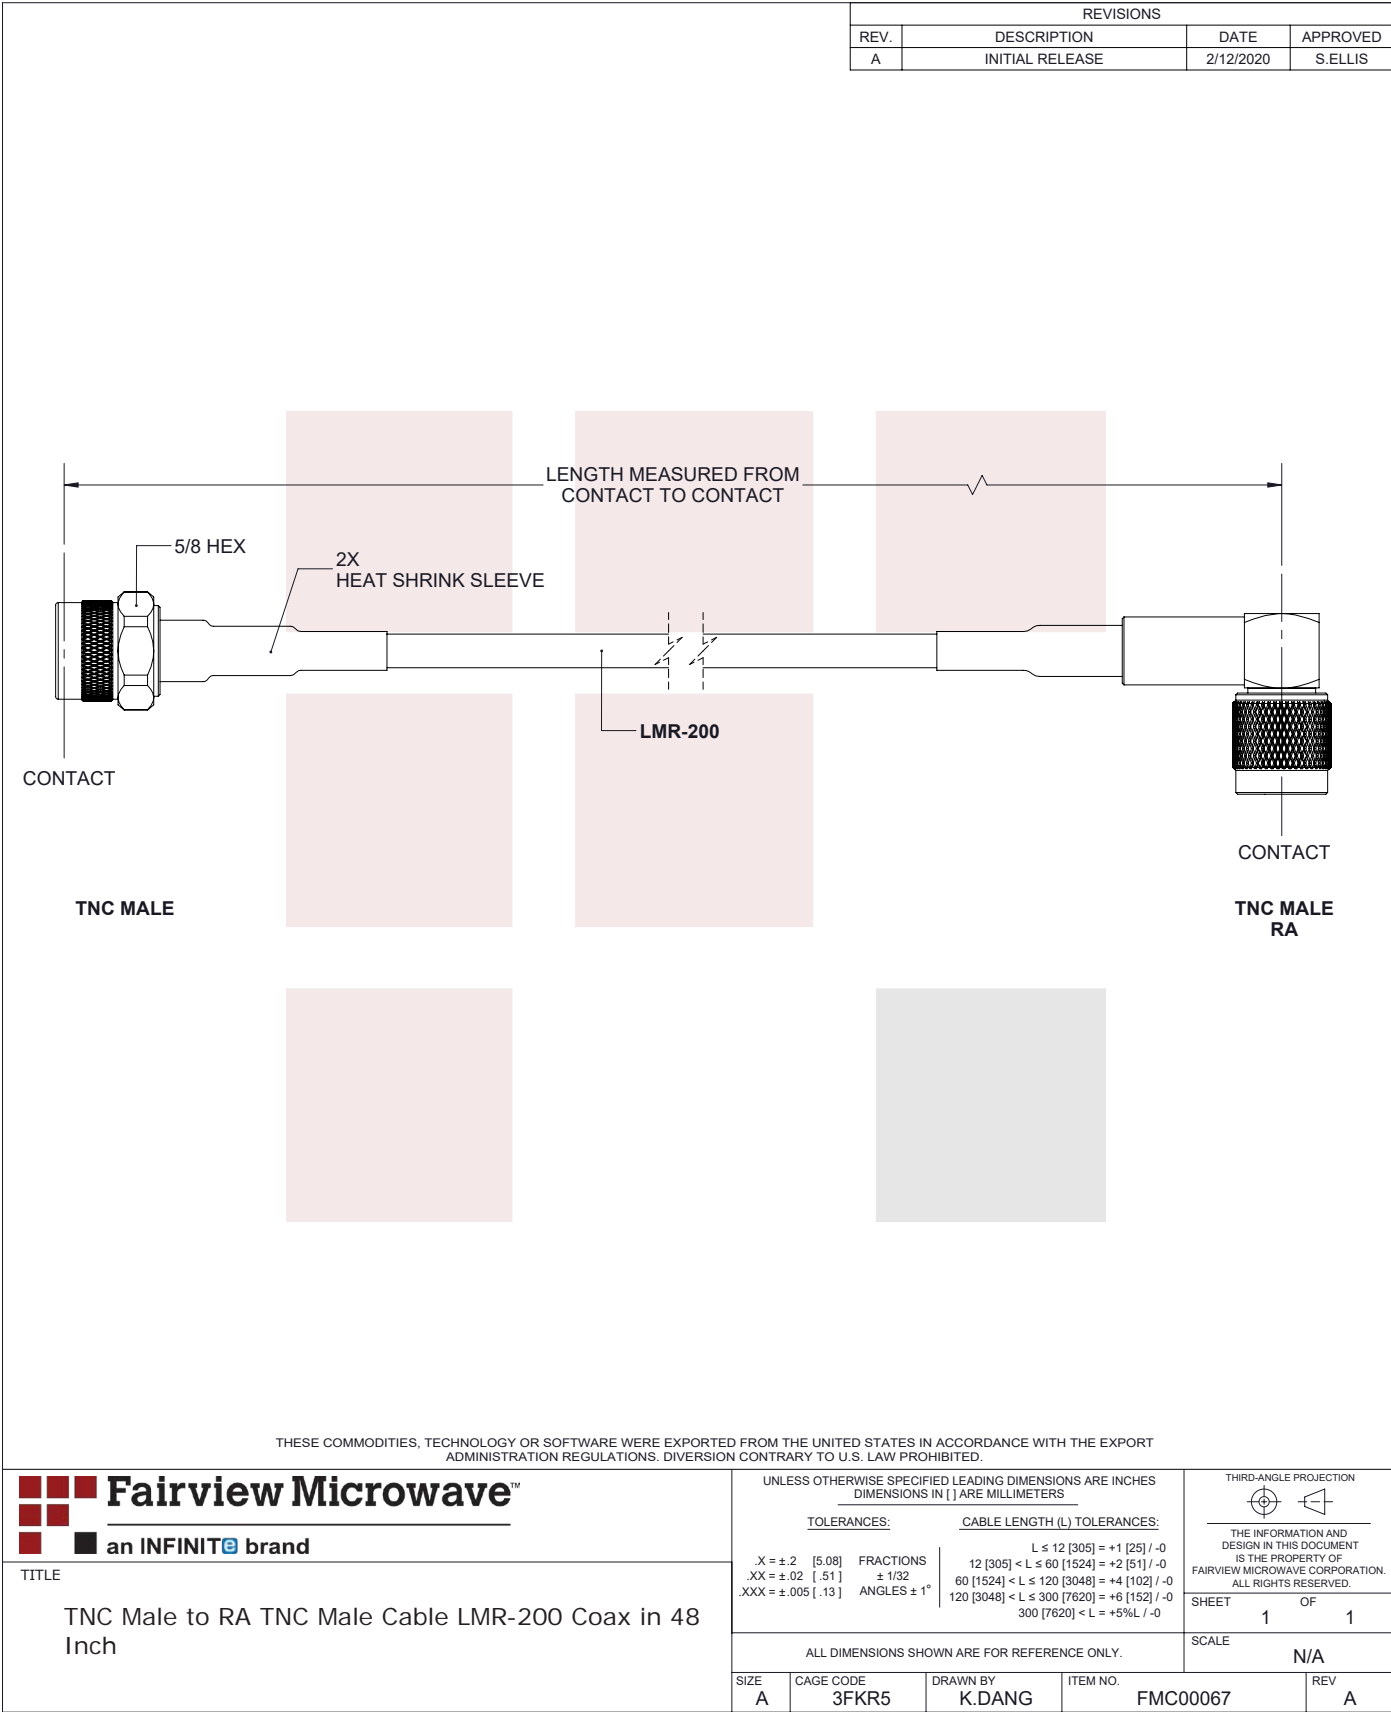 REVISIONS
REV. DESCRIPTION DATE APPROVED
A INITIAL RELEASE 2/12/2020 S.ELLIS
LENGTH MEASURED FROM
CONTACT TO CONTACT
5/8 HEX
2X
HEAT SHRINK SLEEVE
LMR-200
CONTACT
CONTACT
TNC MALE
TNC MALE
RA
THESE COMMODITIES, TECHNOLOGY OR SOFTWARE WERE EXPORTED FROM THE UNITED STATES IN ACCORDANCE WITH THE EXPORT
ADMINISTRATION REGULATIONS. DIVERSION CONTRARY TO U.S. LAW PROHIBITED.
Fairview Microwave™
an INFINITe brand
TITLE
TNC Male to RA TNC Male Cable LMR-200 Coax in 48
Inch
UNLESS OTHERWISE SPECIFIED LEADING DIMENSIONS ARE INCHES
DIMENSIONS IN [ ] ARE MILLIMETERS
TOLERANCES:
.X = ±.2 [5.08] FRACTIONS
.XX = ±.02 [ .51 ] ± 1/32
.XXX = ±.005 [ .13 ] ANGLES ± 1°
CABLE LENGTH (L) TOLERANCES:
L ≤ 12 [305] = +1 [25] / -0
12 [305] < L ≤ 60 [1524] = +2 [51] / -0
60 [1524] < L ≤ 120 [3048] = +4 [102] / -0
120 [3048] < L ≤ 300 [7620] = +6 [152] / -0
300 [7620] < L = +5%L / -0
ALL DIMENSIONS SHOWN ARE FOR REFERENCE ONLY.
THIRD-ANGLE PROJECTION
THE INFORMATION AND
DESIGN IN THIS DOCUMENT
IS THE PROPERTY OF
FAIRVIEW MICROWAVE CORPORATION.
ALL RIGHTS RESERVED.
SHEET 1 OF 1
SCALE N/A
SIZE A
CAGE CODE 3FKR5
DRAWN BY K.DANG
ITEM NO. FMC00067
REV A